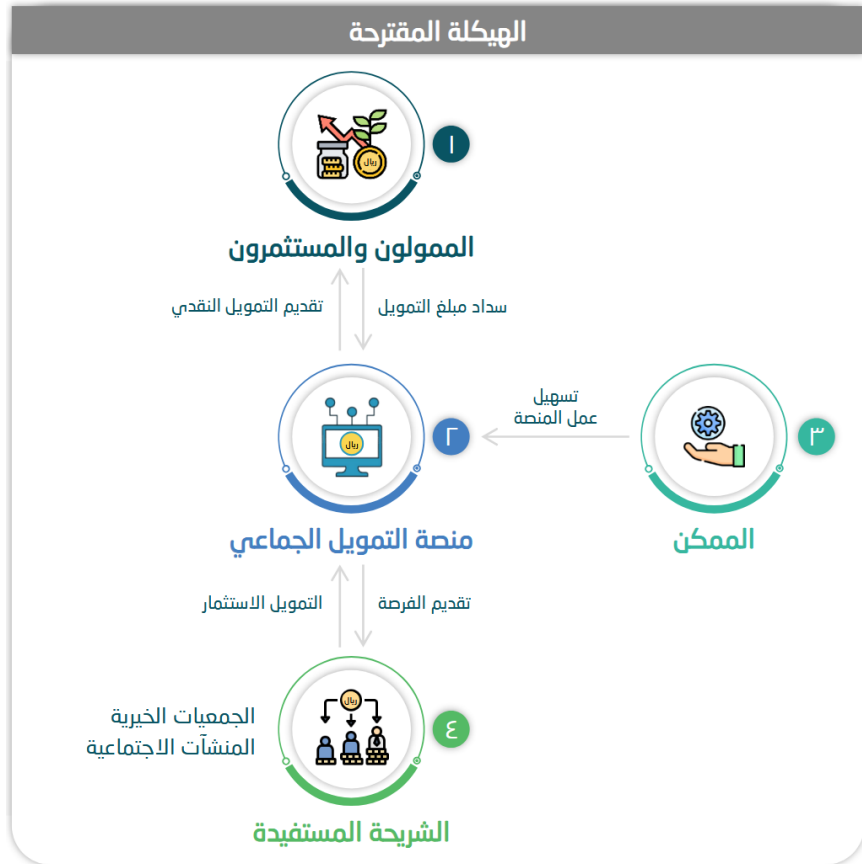 الهيكلة المقترحة
ريال
١
الممولون والمستثمرون
سداد مبلغ التمويل
تقديم التمويل النقدي
٣
تسهيل
عمل المنصة
٢
ريال
الممكن
منصة التمويل الجماعي
تقديم الفرصة
التمويل الاستثمار
٤
ريال
الجمعيات الخيرية
المنشآت الاجتماعية
الشريحة المستفيدة